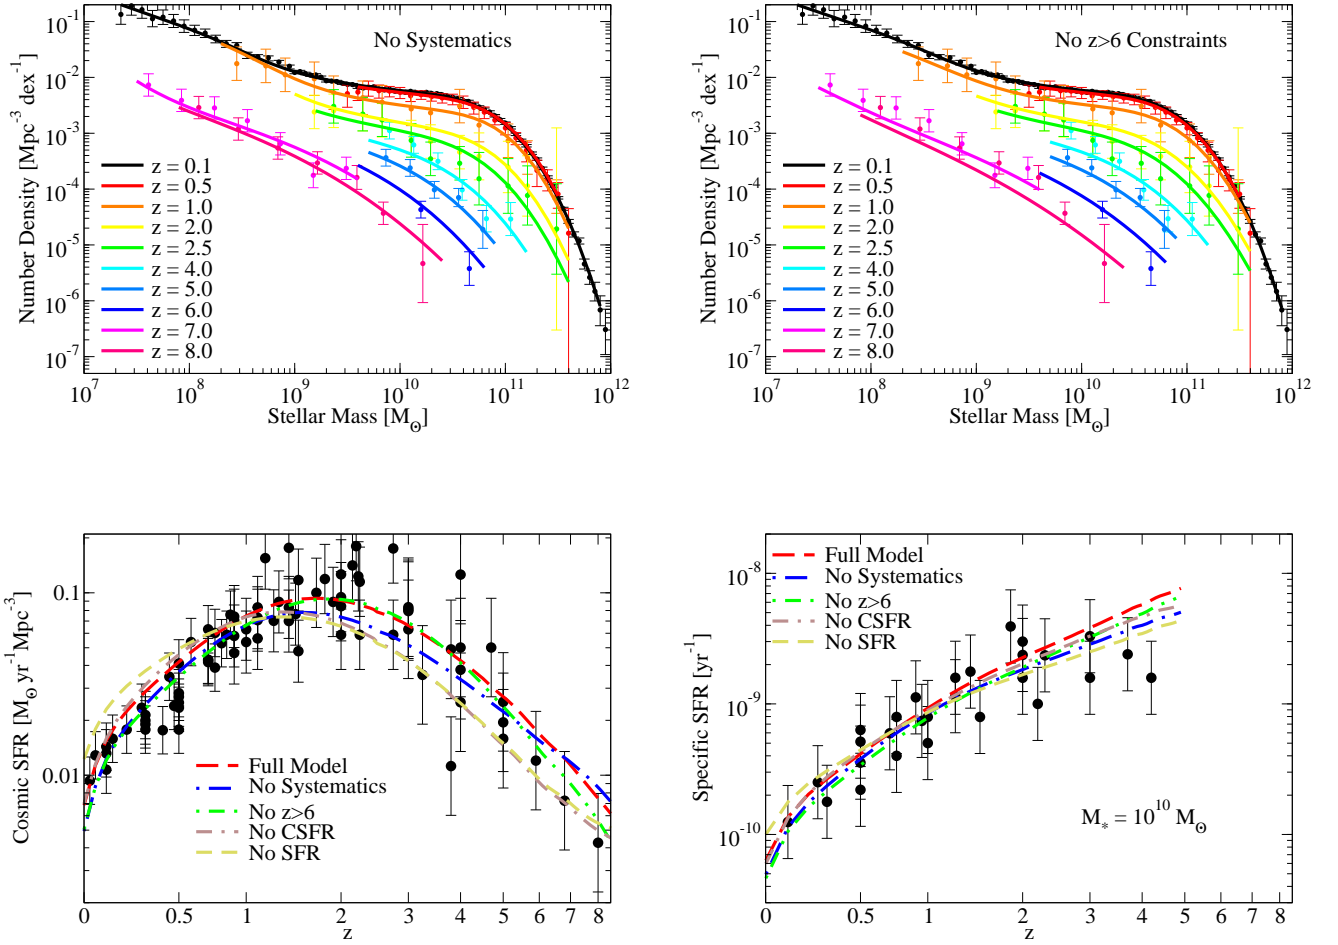 No Systematics
Number Density [Mpc⁻³ dex⁻¹]
10⁻¹
10⁻²
10⁻³
10⁻⁴
10⁻⁵
10⁻⁶
10⁻⁷
z = 0.1
z = 0.5
z = 1.0
z = 2.0
z = 2.5
z = 4.0
z = 5.0
z = 6.0
z = 7.0
z = 8.0
10⁷ 10⁸ 10⁹ 10¹⁰ 10¹¹ 10¹²
Stellar Mass [M⊙]
No z>6 Constraints
Number Density [Mpc⁻³ dex⁻¹]
10⁻¹
10⁻²
10⁻³
10⁻⁴
10⁻⁵
10⁻⁶
10⁻⁷
z = 0.1
z = 0.5
z = 1.0
z = 2.0
z = 2.5
z = 4.0
z = 5.0
z = 6.0
z = 7.0
z = 8.0
10⁷ 10⁸ 10⁹ 10¹⁰ 10¹¹ 10¹²
Stellar Mass [M⊙]
Cosmic SFR [M⊙ yr⁻¹Mpc⁻³]
0.1
0.01
Full Model
No Systematics
No z>6
No CSFR
No SFR
0 0.5 1 2 3 4 5 6 7 8
z
Specific SFR [yr⁻¹]
10⁻⁸
10⁻⁹
10⁻¹⁰
Full Model
No Systematics
No z>6
No CSFR
No SFR
M* = 10¹⁰ M⊙
0 0.5 1 2 3 4 5 6 7 8
z